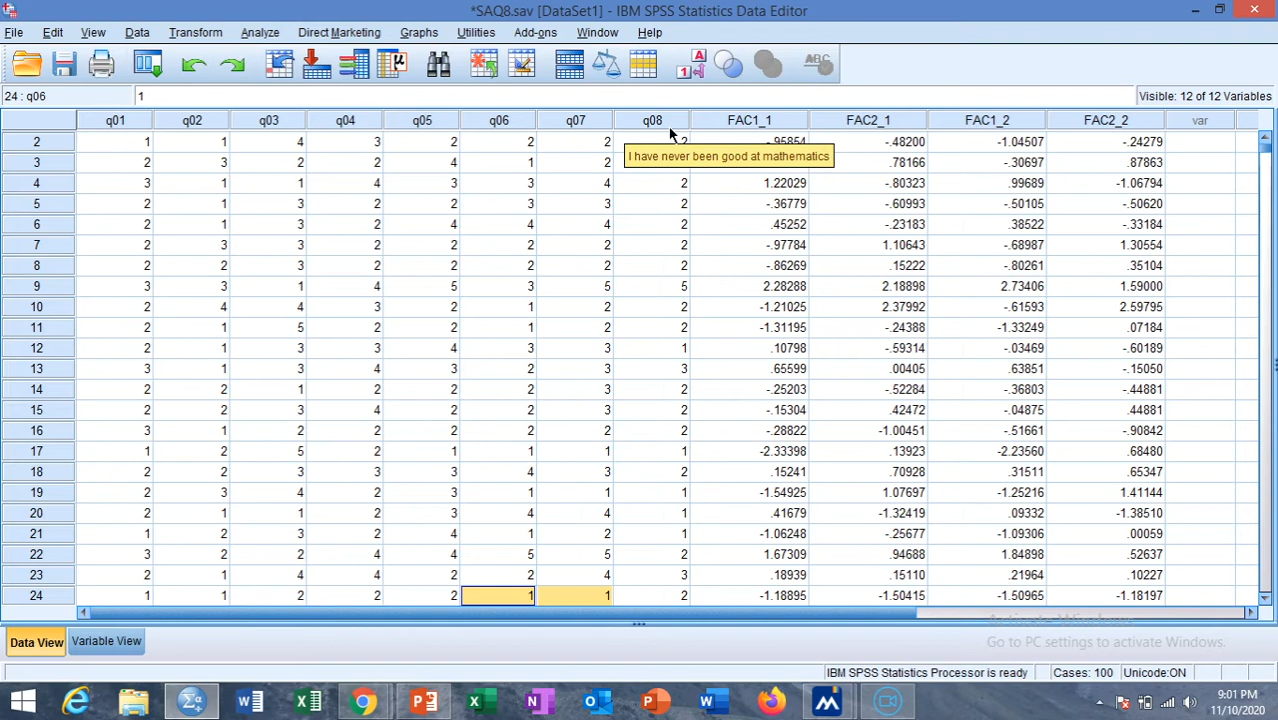 *SAQ8.sav [DataSet1] - IBM SPSS Statistics Data Editor
File Edit View Data Transform Analyze Direct Marketing Graphs Utilities Add-ons Window Help
24 : q06 1 Visible: 12 of 12 Variables
q01 q02 q03 q04 q05 q06 q07 q08 FAC1_1 FAC2_1 FAC1_2 FAC2_2 var
2 1 1 4 3 2 2 2 2 -.95854 -.48200 -1.04507 -.24279
I have never been good at mathematics
3 2 3 2 2 4 1 2 .78166 -.30697 .87863
4 3 1 1 4 3 3 4 2 1.22029 -.80323 .99689 -1.06794
5 2 1 3 2 2 3 3 2 -.36779 -.60993 -.50105 -.50620
6 2 1 3 2 4 4 4 2 .45252 -.23183 .38522 -.33184
7 2 3 3 2 2 2 2 2 -.97784 1.10643 -.68987 1.30554
8 2 2 3 2 2 2 2 2 -.86269 .15222 -.80261 .35104
9 3 3 1 4 5 3 5 5 2.28288 2.18898 2.73406 1.59000
10 2 4 4 3 2 1 2 2 -1.21025 2.37992 -.61593 2.59795
11 2 1 5 2 2 1 2 2 -1.31195 -.24388 -1.33249 .07184
12 2 1 3 3 4 3 3 1 .10798 -.59314 -.03469 -.60189
13 3 1 3 4 3 2 3 3 .65599 .00405 .63851 -.15050
14 2 2 1 2 2 2 3 2 -.25203 -.52284 -.36803 -.44881
15 2 2 3 4 2 2 3 2 -.15304 .42472 -.04875 .44881
16 3 1 2 2 2 2 2 2 -.28822 -1.00451 -.51661 -.90842
17 1 2 5 2 1 1 1 1 -2.33398 .13923 -2.23560 .68480
18 2 2 3 3 3 4 3 2 .15241 .70928 .31511 .65347
19 2 3 4 2 3 1 1 1 -1.54925 1.07697 -1.25216 1.41144
20 2 1 1 2 3 4 4 1 .41679 -1.32419 .09332 -1.38510
21 1 2 3 2 4 1 2 1 -1.06248 -.25677 -1.09306 .00059
22 3 2 2 4 4 5 5 2 1.67309 .94688 1.84898 .52637
23 2 1 4 4 2 2 4 3 .18939 .15110 .21964 .10227
24 1 1 2 2 2 1 1 2 -1.18895 -1.50415 -1.50965 -1.18197
Activate Windows
Go to PC settings to activate Windows.
Data View Variable View
IBM SPSS Statistics Processor is ready Cases: 100 Unicode:ON
9:01 PM
11/10/2020